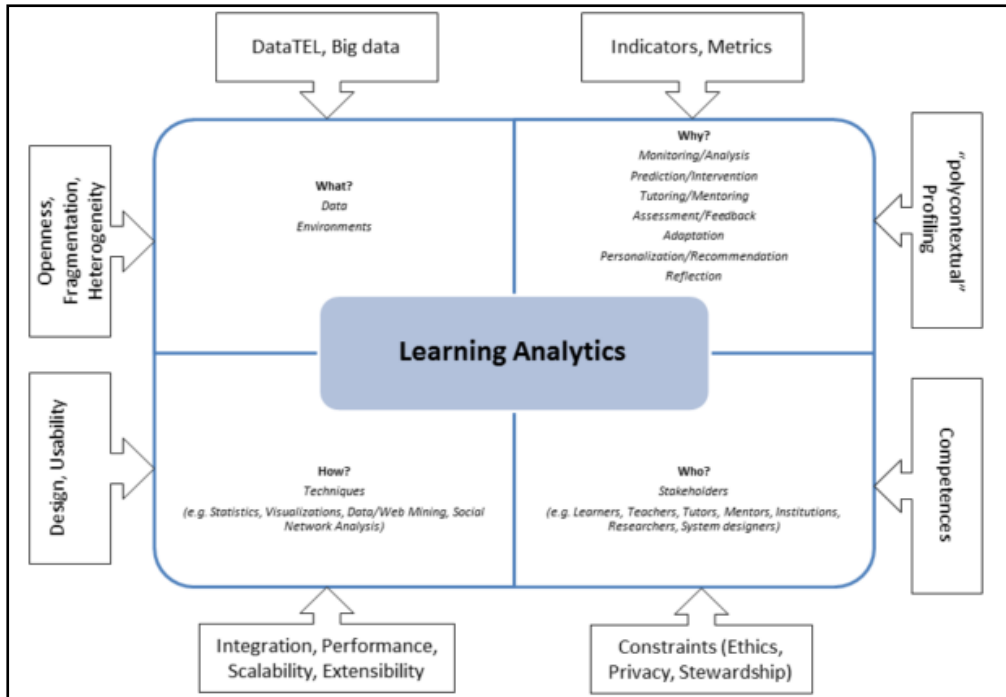 DataTEL, Big data
Indicators, Metrics
Openness,
Fragmentation,
Heterogeneity
What?
Data
Environments
Why?
Monitoring/Analysis
Prediction/Intervention
Tutoring/Mentoring
Assessment/Feedback
Adaptation
Personalization/Recommendation
Reflection
"polycontextual"
Profiling
Learning Analytics
Design, Usability
How?
Techniques
(e.g. Statistics, Visualizations, Data/Web Mining, Social
Network Analysis)
Who?
Stakeholders
(e.g. Learners, Teachers, Tutors, Mentors, Institutions,
Researchers, System designers)
Competences
Integration, Performance,
Scalability, Extensibility
Constraints (Ethics,
Privacy, Stewardship)